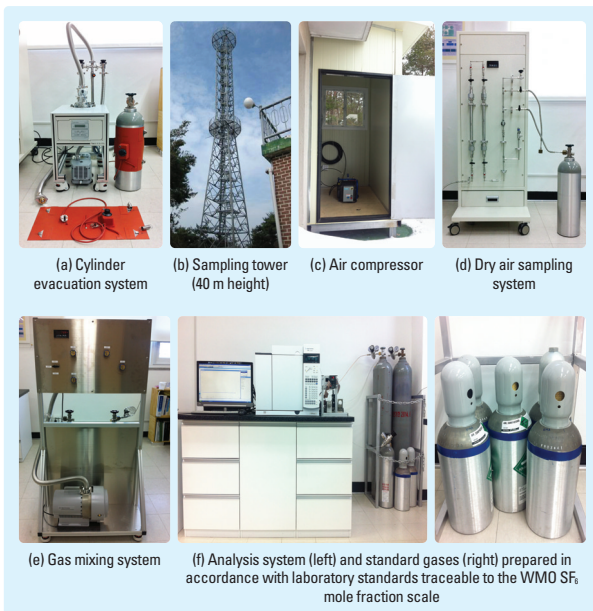 (a) Cylinder
evacuation system
(b) Sampling tower
(40 m height)
(c) Air compressor
(d) Dry air sampling
system
(e) Gas mixing system
(f) Analysis system (left) and standard gases (right) prepared in
accordance with laboratory standards traceable to the WMO SF₆
mole fraction scale